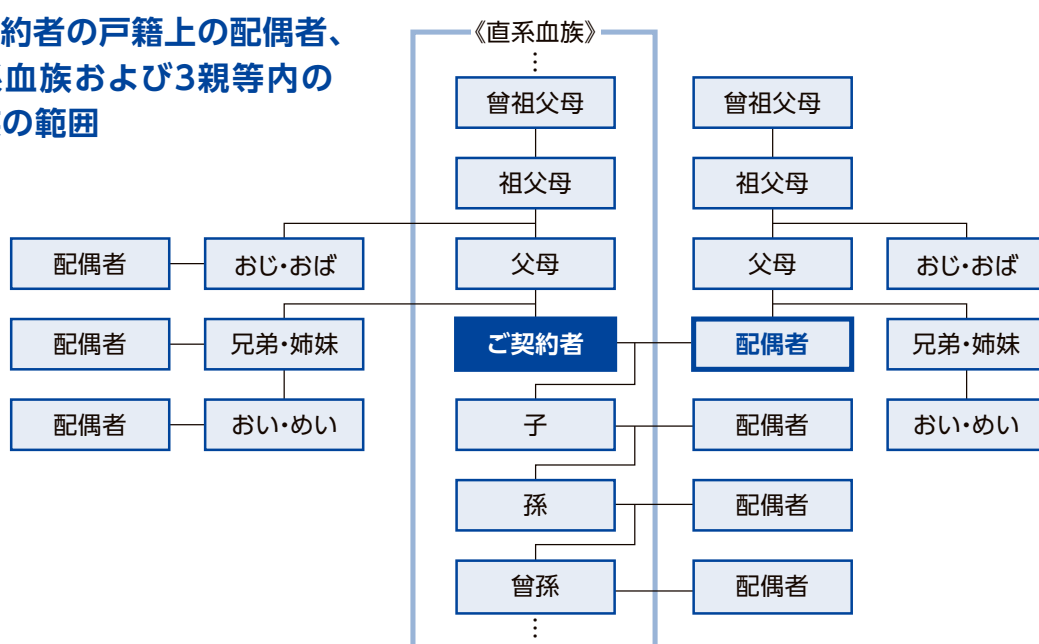 約者の戸籍上の配偶者、
血族および3親等内の
の範囲
《直系血族》
⋮
曾祖父母
曾祖父母
祖父母
祖父母
配偶者
おじ・おば
父母
父母
おじ・おば
配偶者
兄弟・姉妹
ご契約者
配偶者
兄弟・姉妹
配偶者
おい・めい
子
配偶者
おい・めい
孫
配偶者
曾孫
配偶者
⋮